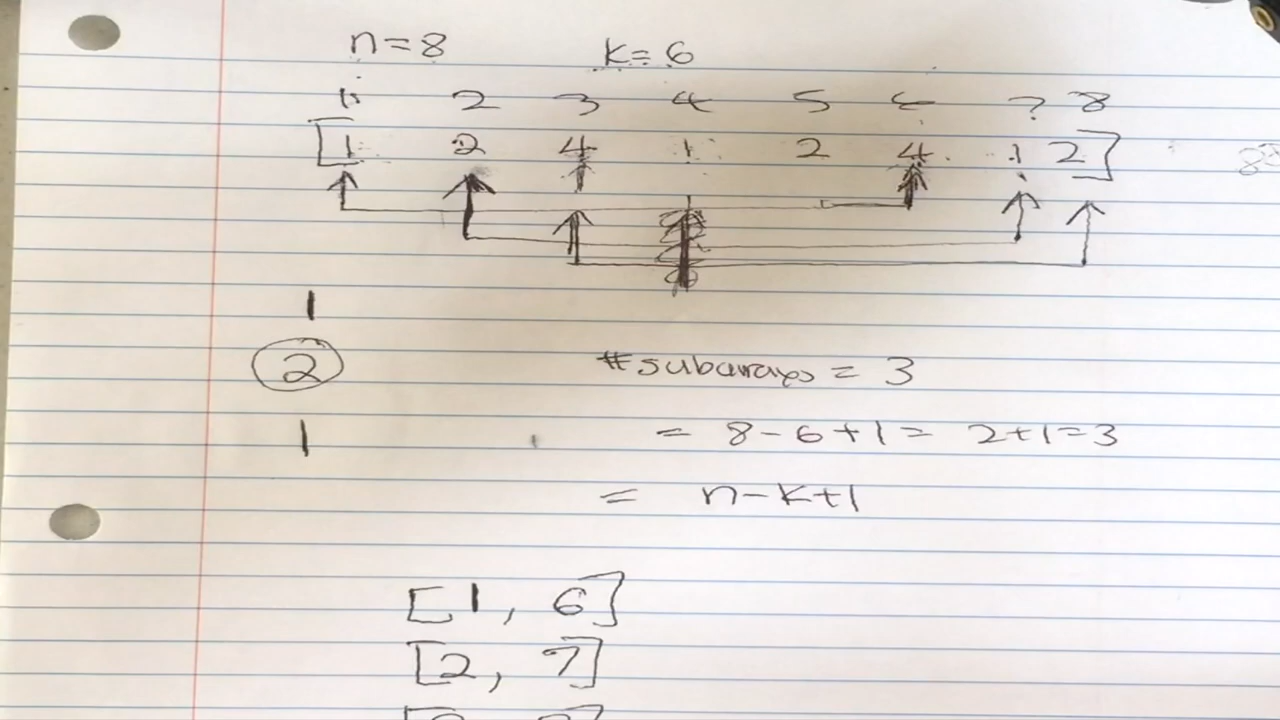 n=8 k=6
1 2 3 4 5 6 7 8
[1 2 4 1 2 4 1 2]
1
2 #subarrays = 3
1 = 8-6+1= 2+1=3
= n-k+1
[1, 6]
[2, 7]